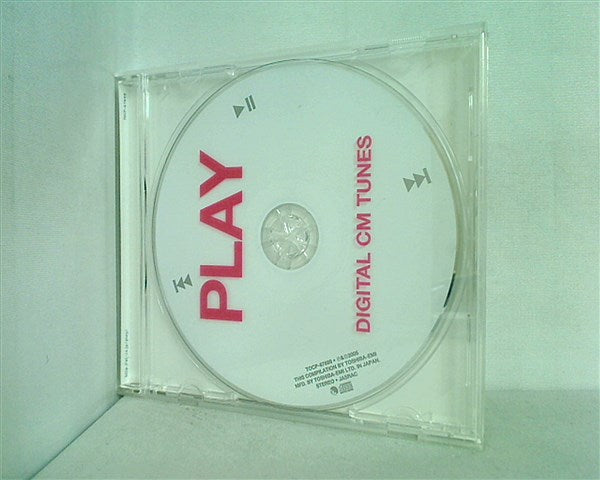 PLAY
DIGITAL CM TUNES
THIS COMPILATION BY TOSHIBA-EMI
MFD. BY TOSHIBA-EMI LTD. IN JAPAN.
STEREO • JASRAC